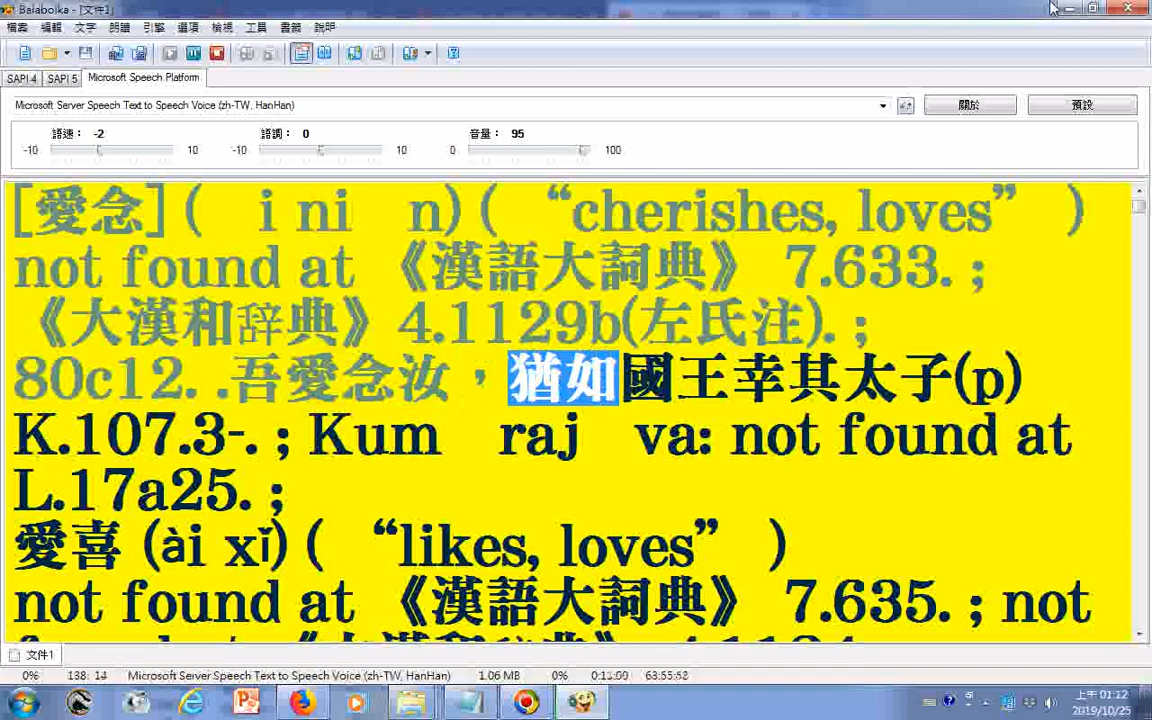 Balabolka - [文件1]
檔案 編輯 文字 朗讀 引擎 選項 檢視 工具 書籤 說明
SAPI 4 SAPI 5 Microsoft Speech Platform
Microsoft Server Speech Text to Speech Voice (zh-TW, HanHan)
關於 預設
語速： -2 語調： 0 音量： 95
-10 10 -10 10 0 100
[愛念] ( i ni n) ( “cherishes, loves” )
not found at 《漢語大詞典》 7.633. ;
《大漢和辞典》 4.1129b(左氏注). ;
80c12. .吾愛念汝，猶如國王幸其太子(p)
K.107.3-. ; Kum raj va: not found at
L.17a25. ;
愛喜 (ài xǐ) ( “likes, loves” )
not found at 《漢語大詞典》 7.635. ; not
文件1
0% 138: 14 Microsoft Server Speech Text to Speech Voice (zh-TW, HanHan) 1.06 MB 0% 0:11:00 63:55:52
上午 01:12
2019/10/25